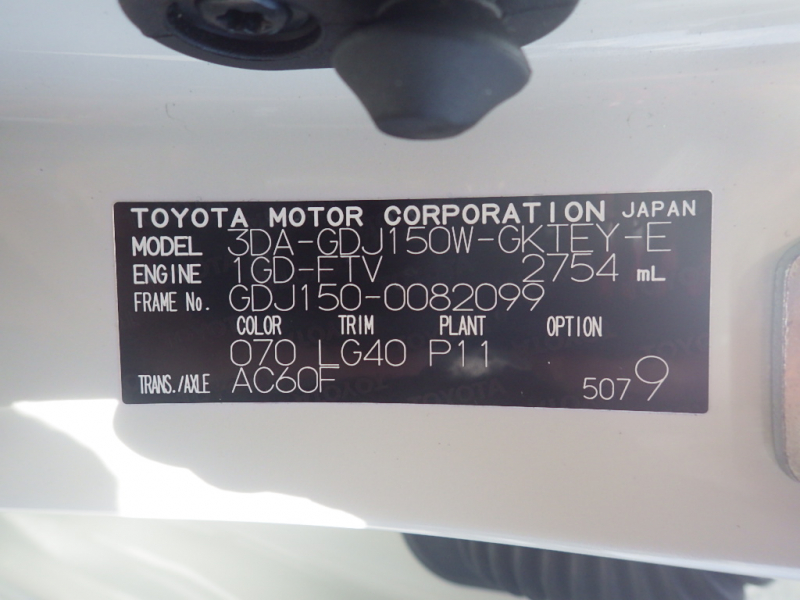 TOYOTA MOTOR CORPORATION JAPAN
MODEL 3DA-GDJ150W-GKTEY-E
ENGINE 1GD-FTV 2754 mL
FRAME No. GDJ150-0082099
COLOR TRIM PLANT OPTION
070 LG40 P11
TRANS./AXLE AC60F 5079